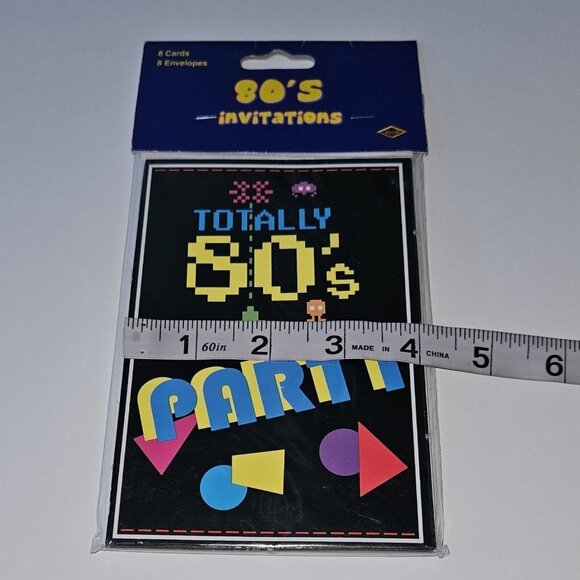 8 Cards
8 Envelopes
80's
invitations
TOTALLY
80's
1 60in 2 3 MADE IN 4 CHINA 5 6
PARTY